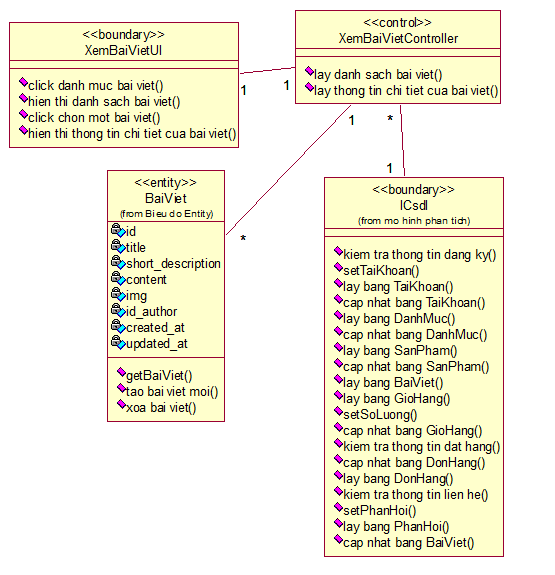 <<boundary>>
XemBaiVietUI
click danh muc bai viet()
hien thi danh sach bai viet()
click chon mot bai viet()
hien thi thong tin chi tiet cua bai viet()
<<control>>
XemBaiVietController
lay danh sach bai viet()
lay thong tin chi tiet cua bai viet()
1
1
1
*
*
1
<<entity>>
BaiViet
(from Bieu do Entity)
id
title
short_description
content
img
id_author
created_at
updated_at
getBaiViet()
tao bai viet moi()
xoa bai viet()
<<boundary>>
ICsdl
(from mo hinh phan tich)
kiem tra thong tin dang ky()
setTaiKhoan()
lay bang TaiKhoan()
cap nhat bang TaiKhoan()
lay bang DanhMuc()
cap nhat bang DanhMuc()
lay bang SanPham()
cap nhat bang SanPham()
lay bang BaiViet()
lay bang GioHang()
setSoLuong()
cap nhat bang GioHang()
kiem tra thong tin dat hang()
cap nhat bang DonHang()
lay bang DonHang()
kiem tra thong tin lien he()
setPhanHoi()
lay bang PhanHoi()
cap nhat bang BaiViet()